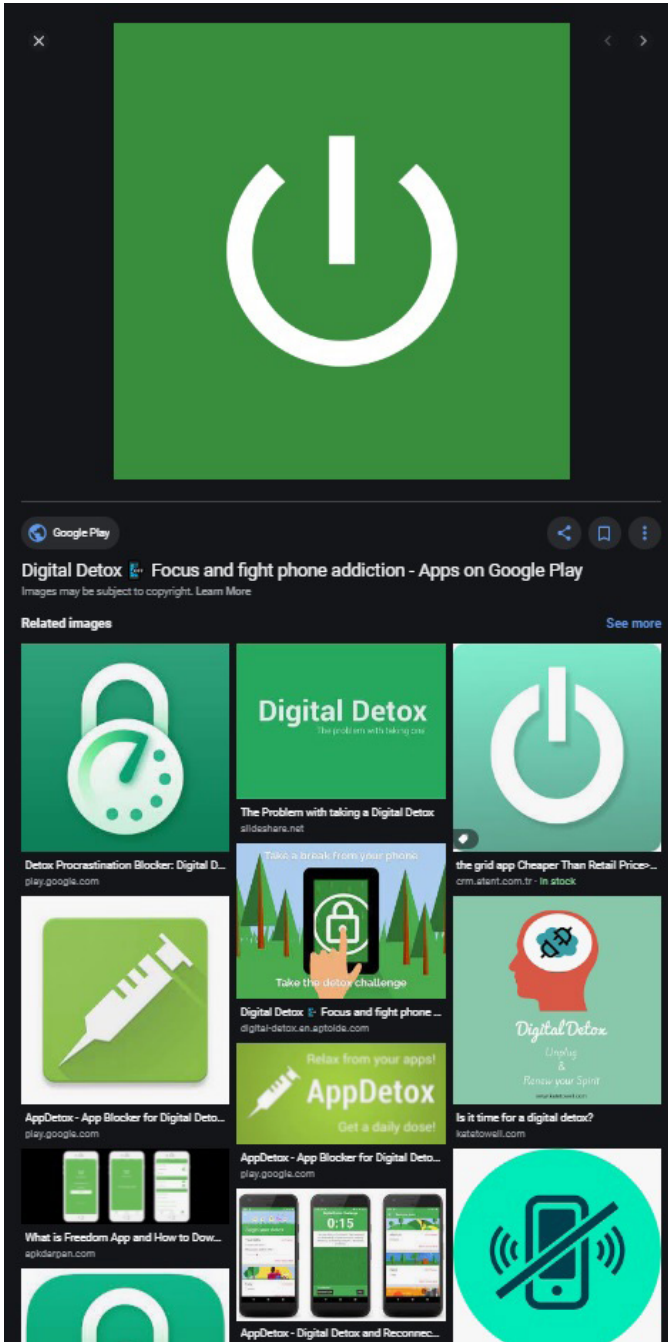 Google Play
Digital Detox Focus and fight phone addiction - Apps on Google Play
Images may be subject to copyright. Learn More
Related images
See more
Detox Procrastination Blocker: Digital D...
play.google.com
Digital Detox
The problem with taking one
The Problem with taking a Digital Detox
slideshare.net
the grid app Cheaper Than Retail Price>...
crm.atent.com.tr - In stock
AppDetox - App Blocker for Digital Deto...
play.google.com
Take a break from your phone
Take the detox challenge
Digital Detox Focus and fight phone ...
digital-detox.en.aptoide.com
Digital Detox
Unplug
&
Renew your Spirit
www.katetowell.com
Is it time for a digital detox?
katetowell.com
Relax from your apps!
AppDetox
Get a daily dose!
AppDetox - App Blocker for Digital Deto...
play.google.com
What is Freedom App and How to Dow...
apkdarpan.com
0:15
AppDetox - Digital Detox and Reconnec...